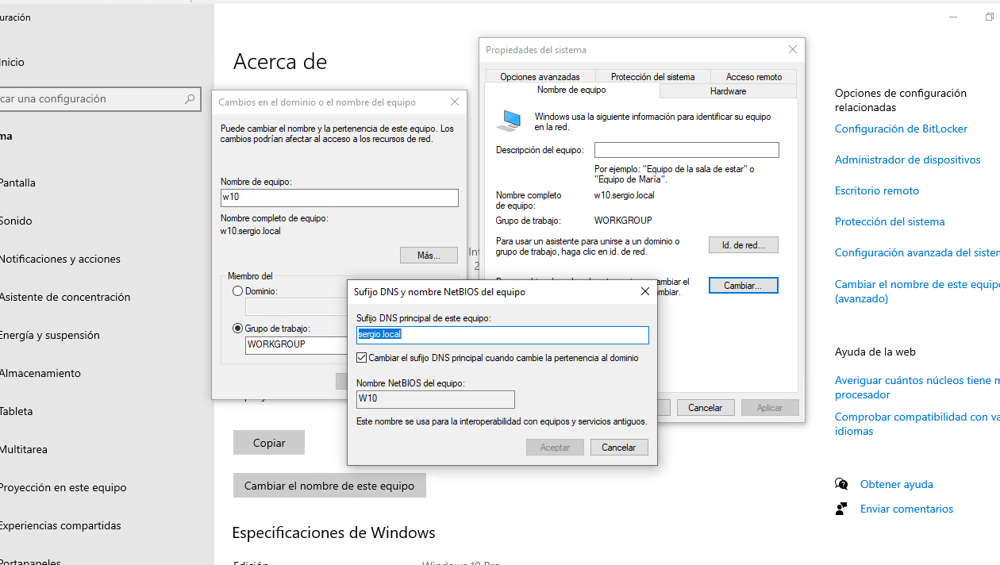 uración
Inicio
car una configuración
ma
Pantalla
Sonido
Notificaciones y acciones
Asistente de concentración
Energía y suspensión
Almacenamiento
Tableta
Multitarea
Proyección en este equipo
Experiencias compartidas
Portapapeles
Acerca de
Cambios en el dominio o el nombre del equipo
Puede cambiar el nombre y la pertenencia de este equipo. Los
cambios podrían afectar al acceso a los recursos de red.
Nombre de equipo:
w10
Nombre completo de equipo:
w10.sergio.local
Más...
Miembro del
Dominio:
Grupo de trabajo:
WORKGROUP
Propiedades del sistema
Opciones avanzadas
Protección del sistema
Acceso remoto
Nombre de equipo
Hardware
Windows usa la siguiente información para identificar su equipo
en la red.
Descripción del equipo:
Por ejemplo: "Equipo de la sala de estar" o
"Equipo de María".
Nombre completo
de equipo:
w10.sergio.local
Grupo de trabajo:
WORKGROUP
Para usar un asistente para unirse a un dominio o
grupo de trabajo, haga clic en id. de red.
Id. de red...
ambiar el
mbiar.
Cambiar...
Cancelar
Aplicar
Sufijo DNS y nombre NetBIOS del equipo
Sufijo DNS principal de este equipo:
sergio.local
Cambiar el sufijo DNS principal cuando cambie la pertenencia al dominio
Nombre NetBIOS del equipo:
W10
Este nombre se usa para la interoperabilidad con equipos y servicios antiguos.
Aceptar
Cancelar
Copiar
Cambiar el nombre de este equipo
Especificaciones de Windows
Edición
Windows 10 Pro
Opciones de configuración
relacionadas
Configuración de BitLocker
Administrador de dispositivos
Escritorio remoto
Protección del sistema
Configuración avanzada del sistem
Cambiar el nombre de este equipo
(avanzado)
Ayuda de la web
Averiguar cuántos núcleos tiene m
procesador
Comprobar compatibilidad con va
idiomas
Obtener ayuda
Enviar comentarios